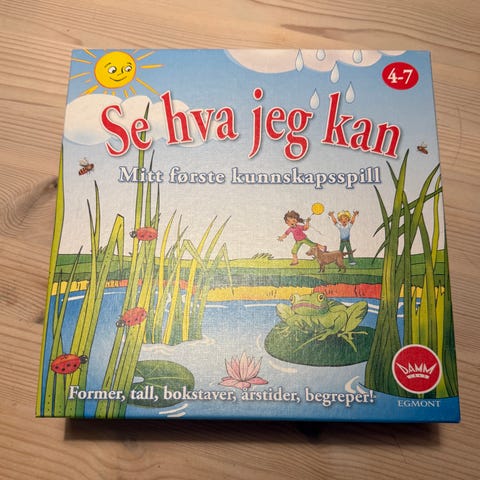 4-7
Se hva jeg kan
Mitt første kunnskapsspill
Former, tall, bokstaver, årstider, begreper!
DAMM
EGMONT